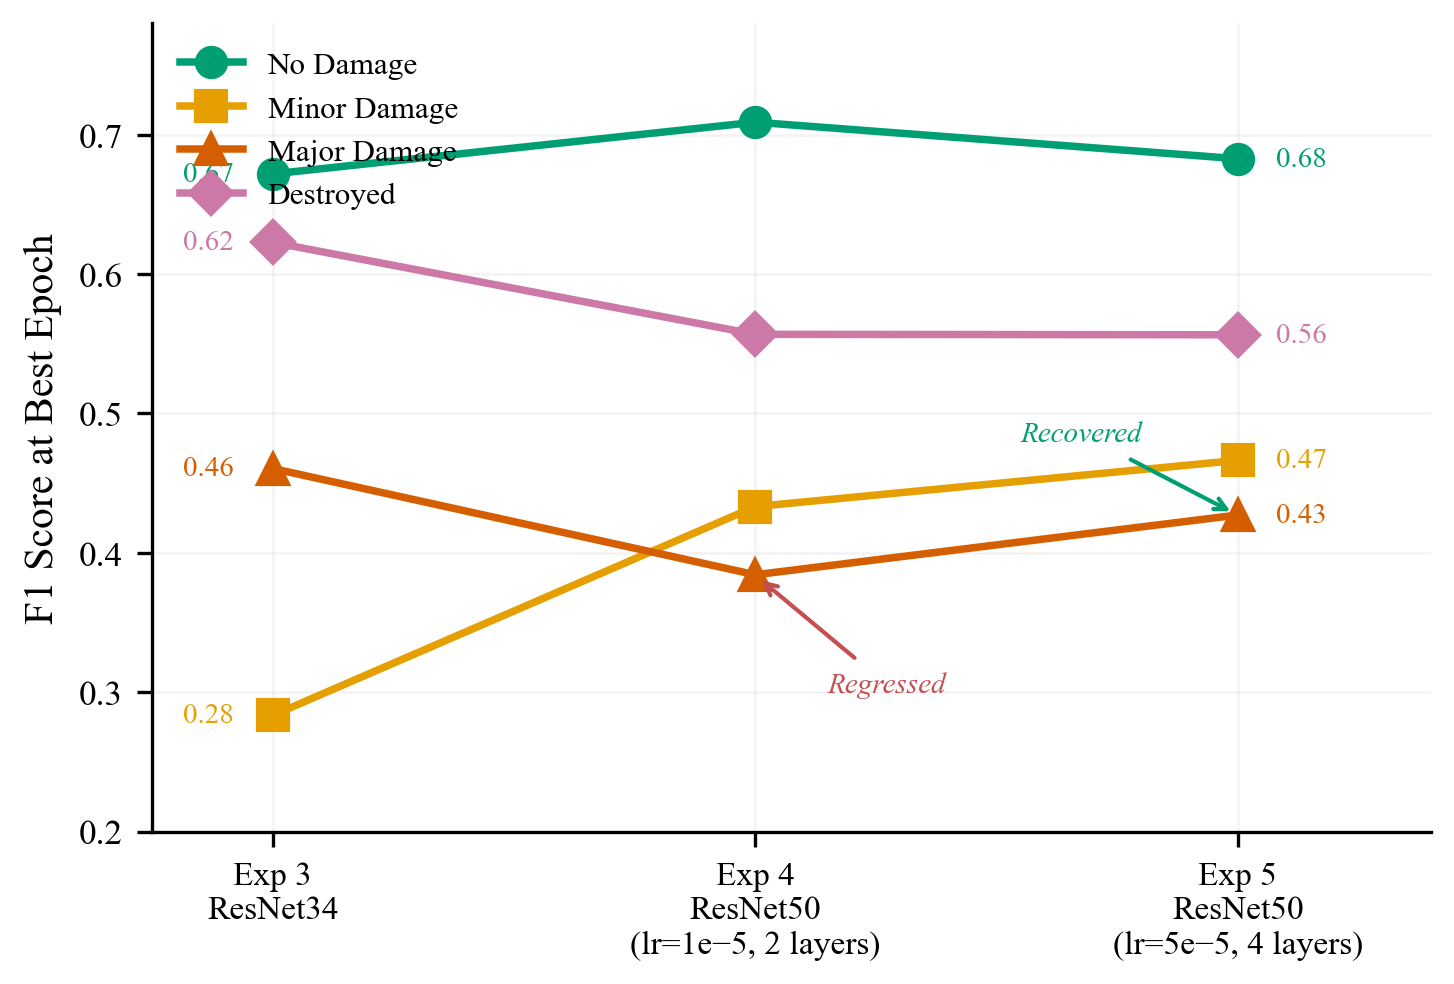 No Damage
Minor Damage
Major Damage
Destroyed
F1 Score at Best Epoch
0.7
0.6
0.5
0.4
0.3
0.2
0.67
0.62
0.46
0.28
0.68
0.56
0.47
0.43
Recovered
Regressed
Exp 3
ResNet34
Exp 4
ResNet50
(lr=1e−5, 2 layers)
Exp 5
ResNet50
(lr=5e−5, 4 layers)